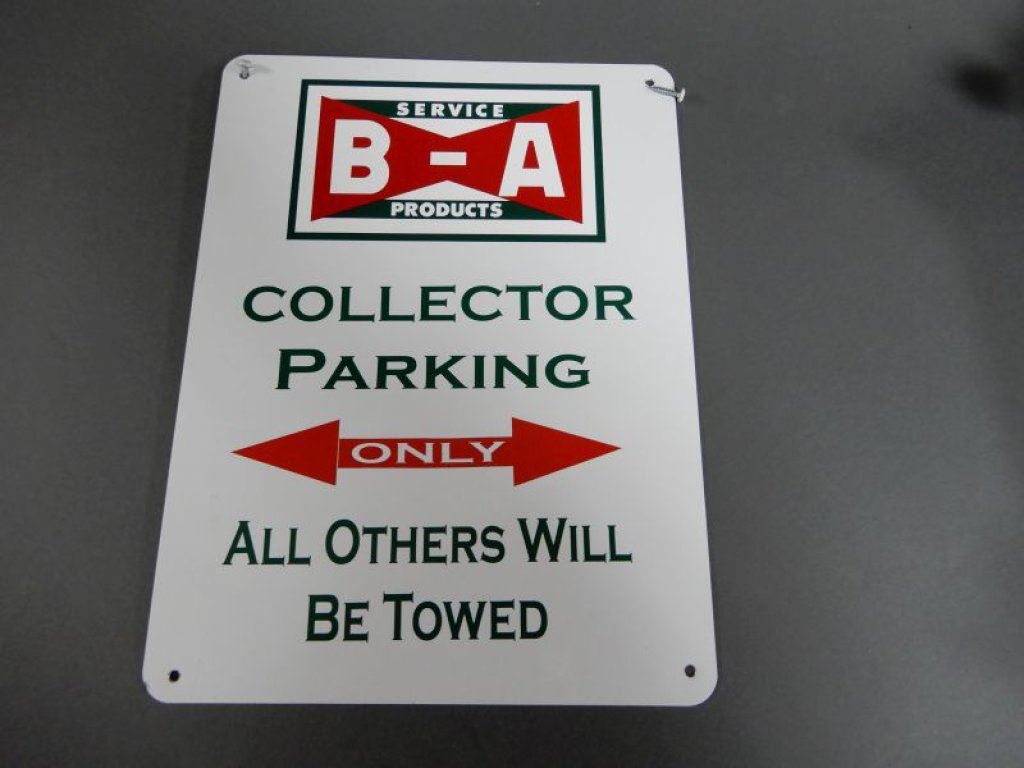 SERVICE
B-A
PRODUCTS
COLLECTOR
PARKING
ONLY
ALL OTHERS WILL
BE TOWED